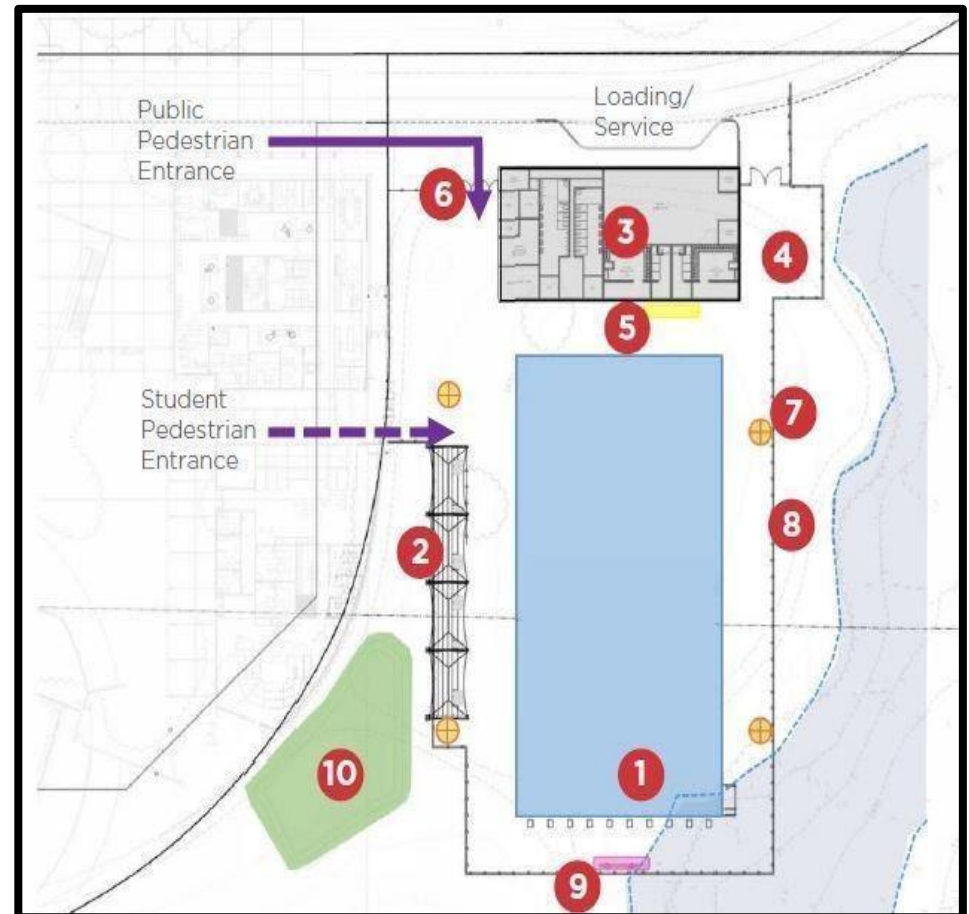 Public
Pedestrian
Entrance
Loading/
Service
6
3
4
5
Student
Pedestrian
Entrance
7
8
2
1
10
9